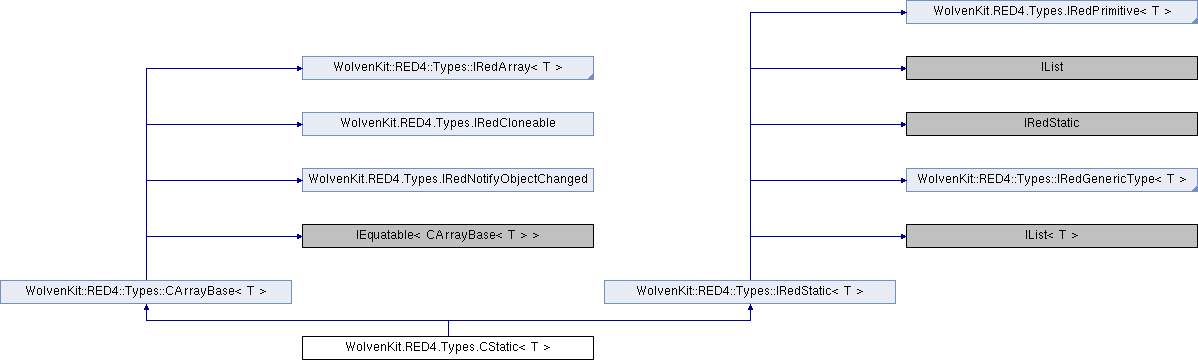 WolvenKit.RED4.Types.IRedPrimitive< T >
WolvenKit::RED4::Types::IRedArray< T >
IList
WolvenKit.RED4.Types.IRedCloneable
IRedStatic
WolvenKit.RED4.Types.IRedNotifyObjectChanged
WolvenKit::RED4::Types::IRedGenericType< T >
IEquatable< CArrayBase< T > >
IList< T >
WolvenKit::RED4::Types::CArrayBase< T >
WolvenKit::RED4::Types::IRedStatic< T >
WolvenKit.RED4.Types.CStatic< T >